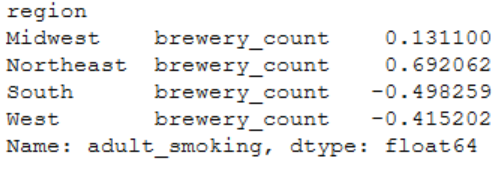 region
Midwest    brewery_count    0.131100
Northeast  brewery_count    0.692062
South      brewery_count   -0.498259
West       brewery_count   -0.415202
Name: adult_smoking, dtype: float64